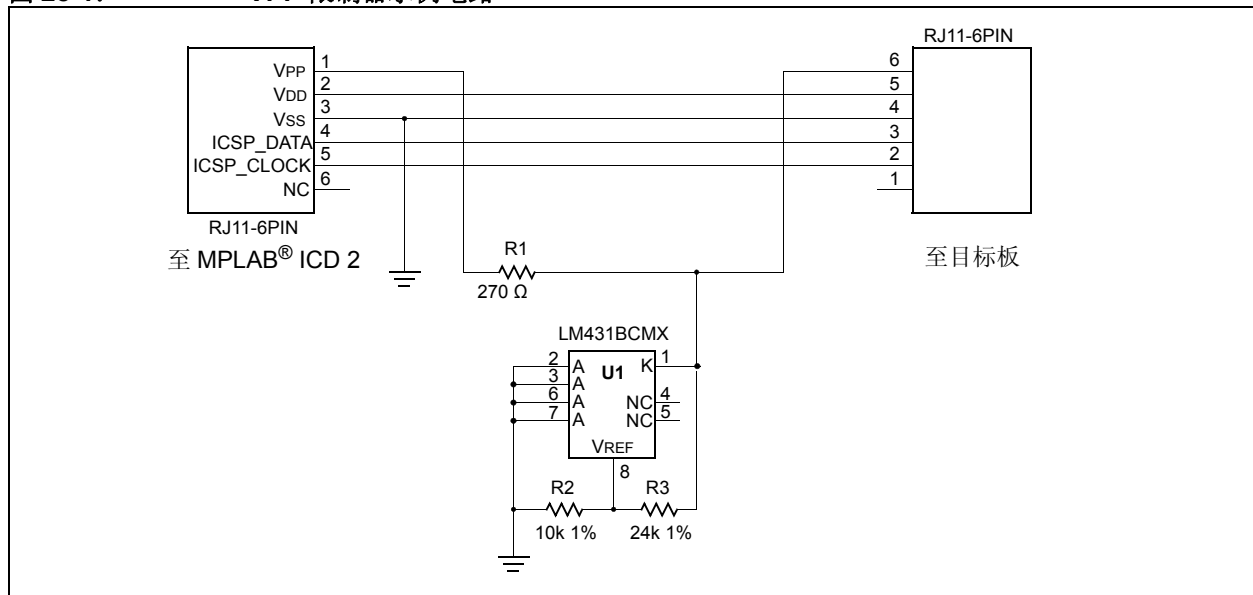 RJ11-6PIN
VPP 1
VDD 2
VSS 3
ICSP_DATA 4
ICSP_CLOCK 5
NC 6
RJ11-6PIN
至 MPLAB® ICD 2
6
5
4
3
2
1
至目标板
R1
270 Ω
LM431BCMX
U1
2 A
3 A
6 A
7 A
K 1
NC 4
NC 5
VREF
8
R2
10k 1%
R3
24k 1%